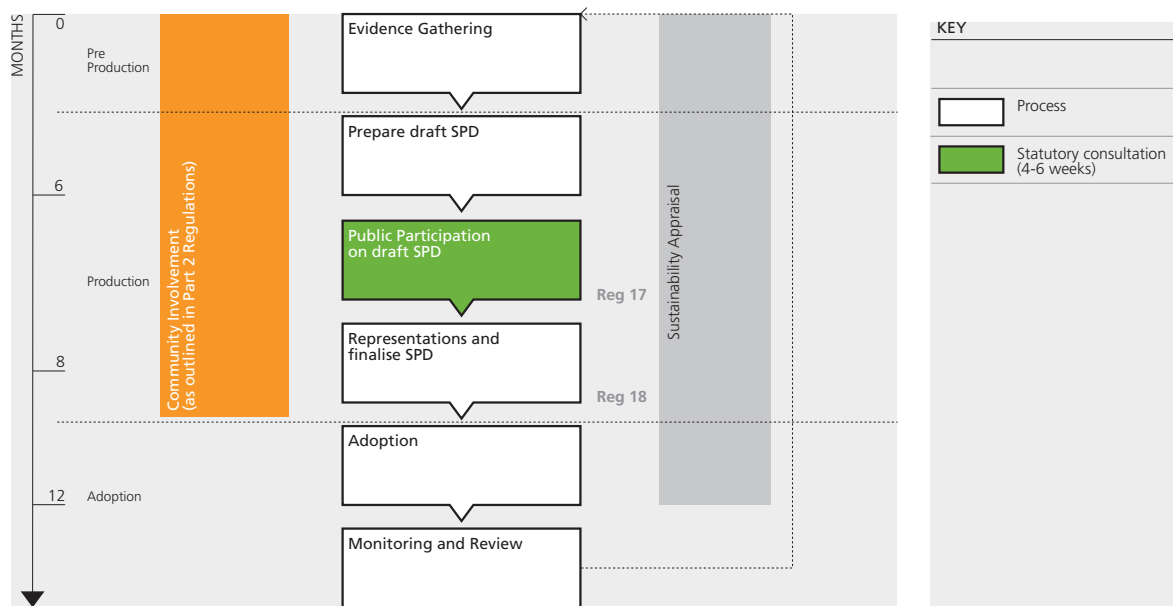 MONTHS
0
Pre
Production
6
Production
8
12
Adoption
Community Involvement
(as outlined in Part 2 Regulations)
Evidence Gathering
Prepare draft SPD
Public Participation
on draft SPD
Reg 17
Representations and
finalise SPD
Reg 18
Adoption
Monitoring and Review
Sustainability Appraisal
KEY
Process
Statutory consultation
(4-6 weeks)